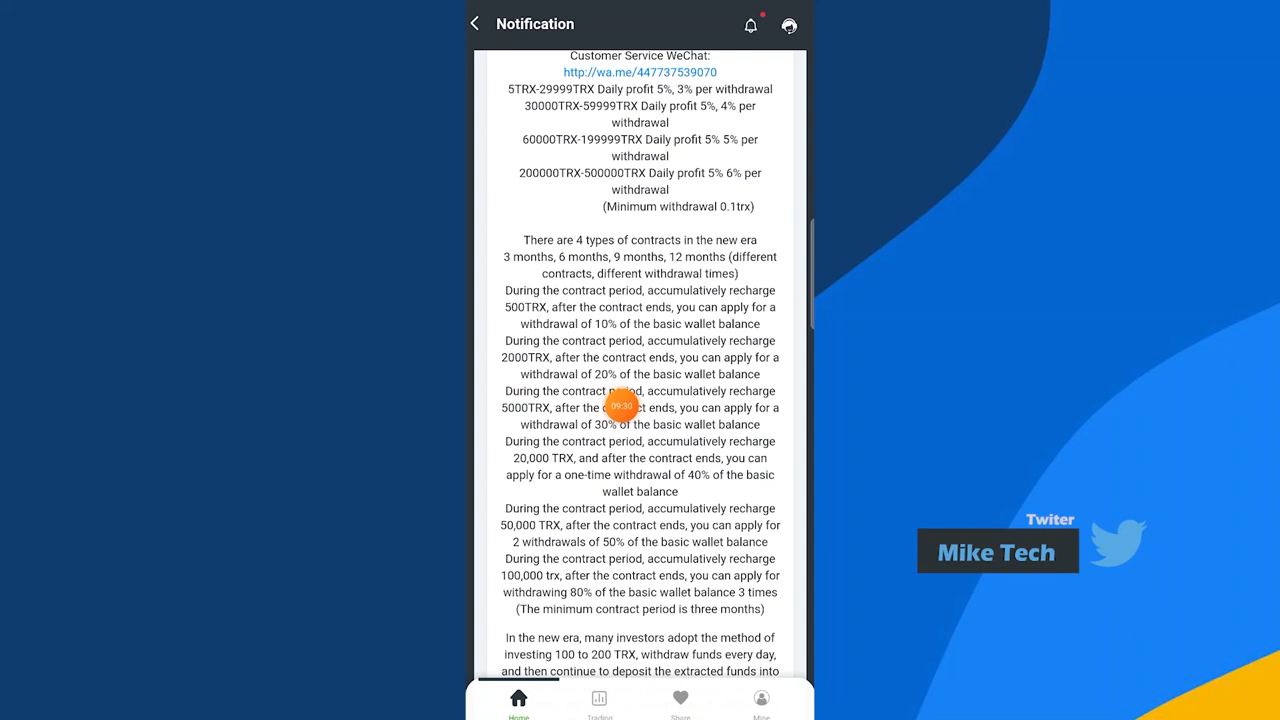 Notification
Customer Service WeChat:
http://wa.me/447737539070
5TRX-29999TRX Daily profit 5%, 3% per withdrawal
30000TRX-59999TRX Daily profit 5%, 4% per
withdrawal
60000TRX-199999TRX Daily profit 5% 5% per
withdrawal
200000TRX-500000TRX Daily profit 5% 6% per
withdrawal
(Minimum withdrawal 0.1trx)
There are 4 types of contracts in the new era
3 months, 6 months, 9 months, 12 months (different
contracts, different withdrawal times)
During the contract period, accumulatively recharge
500TRX, after the contract ends, you can apply for a
withdrawal of 10% of the basic wallet balance
During the contract period, accumulatively recharge
2000TRX, after the contract ends, you can apply for a
withdrawal of 20% of the basic wallet balance
During the contract period, accumulatively recharge
5000TRX, after the contract ends, you can apply for a
withdrawal of 30% of the basic wallet balance
09:30
During the contract period, accumulatively recharge
20,000 TRX, and after the contract ends, you can
apply for a one-time withdrawal of 40% of the basic
wallet balance
During the contract period, accumulatively recharge
50,000 TRX, after the contract ends, you can apply for
2 withdrawals of 50% of the basic wallet balance
During the contract period, accumulatively recharge
100,000 trx, after the contract ends, you can apply for
withdrawing 80% of the basic wallet balance 3 times
(The minimum contract period is three months)
In the new era, many investors adopt the method of
investing 100 to 200 TRX, withdraw funds every day,
and then continue to deposit the extracted funds into
Home
Trading
Share
Mine
Twiter
Mike Tech